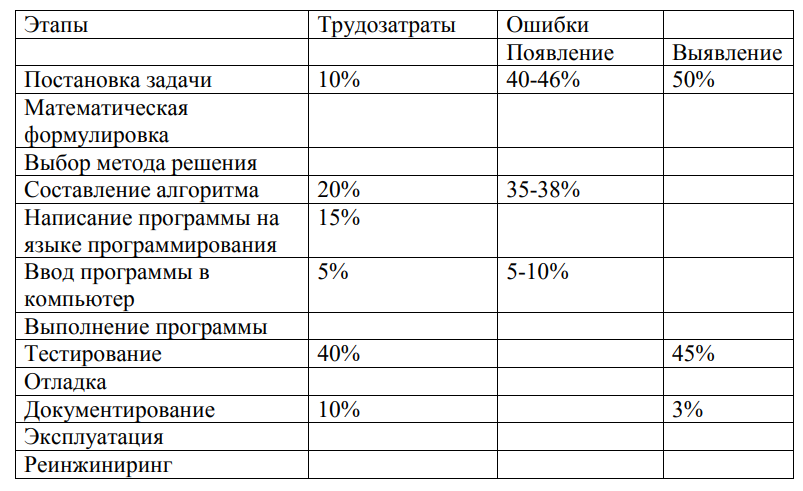 Этапы Трудозатраты Ошибки
Появление Выявление
Постановка задачи 10% 40-46% 50%
Математическая
формулировка
Выбор метода решения
Составление алгоритма 20% 35-38%
Написание программы на 15%
языке программирования
Ввод программы в 5% 5-10%
компьютер
Выполнение программы
Тестирование 40% 45%
Отладка
Документирование 10% 3%
Эксплуатация
Реинжиниринг